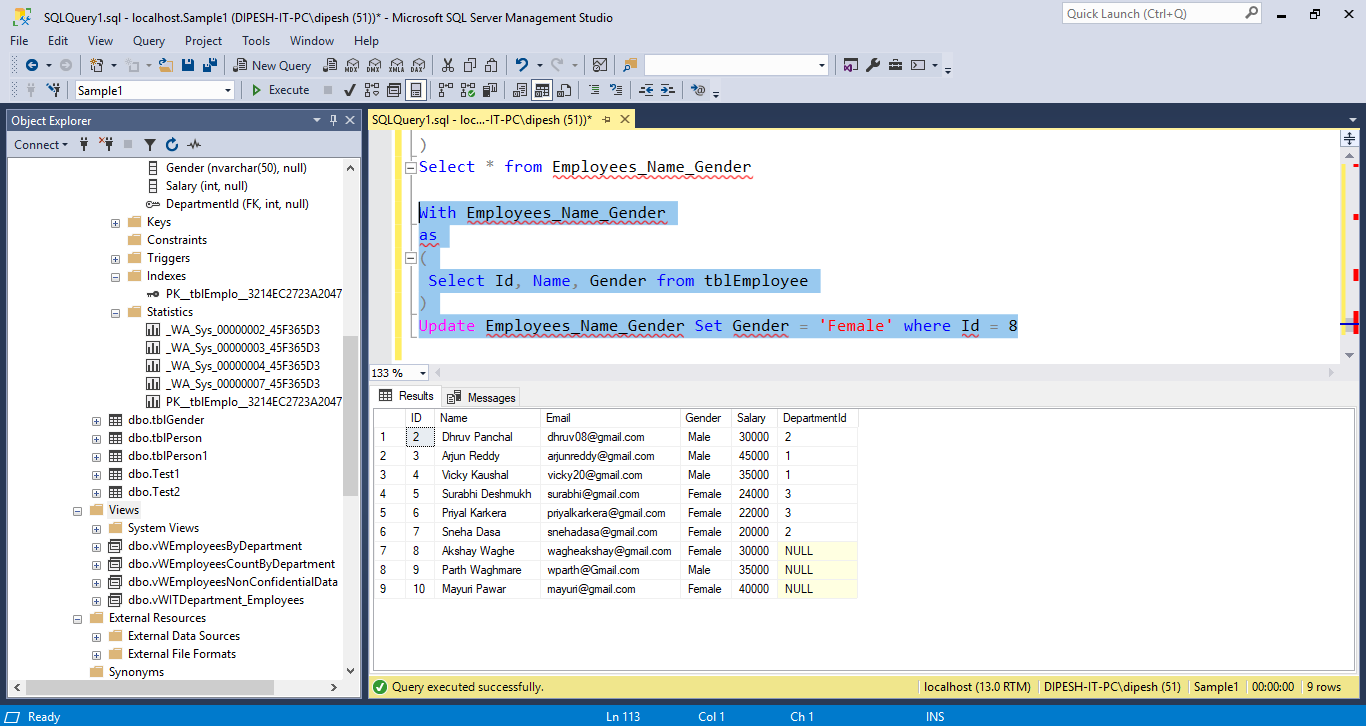 SQLQuery1.sql - localhost.Sample1 (DIPESH-IT-PC\dipesh (51))* - Microsoft SQL Server Management Studio
Quick Launch (Ctrl+Q)
File Edit View Query Project Tools Window Help
New Query MDX DMX XMLA DAX
Sample1 Execute
Object Explorer
Connect
Gender (nvarchar(50), null)
Salary (int, null)
DepartmentId (FK, int, null)
Keys
Constraints
Triggers
Indexes
PK__tblEmplo__3214EC2723A2047
Statistics
_WA_Sys_00000002_45F365D3
_WA_Sys_00000003_45F365D3
_WA_Sys_00000004_45F365D3
_WA_Sys_00000007_45F365D3
PK__tblEmplo__3214EC2723A2047
dbo.tblGender
dbo.tblPerson
dbo.tblPerson1
dbo.Test1
dbo.Test2
Views
System Views
dbo.vWEmployeesByDepartment
dbo.vWEmployeesCountByDepartment
dbo.vWEmployeesNonConfidentialData
dbo.vWITDepartment_Employees
External Resources
External Data Sources
External File Formats
Synonyms
SQLQuery1.sql - loc...-IT-PC\dipesh (51))*
)
Select * from Employees_Name_Gender
With Employees_Name_Gender
as
(
Select Id, Name, Gender from tblEmployee
)
Update Employees_Name_Gender Set Gender = 'Female' where Id = 8
133 %
Results Messages
ID Name Email Gender Salary DepartmentId
1 2 Dhruv Panchal dhruv08@gmail.com Male 30000 2
2 3 Arjun Reddy arjunreddy@gmail.com Male 45000 1
3 4 Vicky Kaushal vicky20@gmail.com Male 35000 1
4 5 Surabhi Deshmukh surabhi@gmail.com Female 24000 3
5 6 Priyal Karkera priyalkarkera@gmail.com Female 22000 3
6 7 Sneha Dasa snehadasa@gmail.com Female 20000 2
7 8 Akshay Waghe wagheakshay@gmail.com Female 30000 NULL
8 9 Parth Waghmare wparth@Gmail.com Male 35000 NULL
9 10 Mayuri Pawar mayuri@gmail.com Female 40000 NULL
Query executed successfully. localhost (13.0 RTM) DIPESH-IT-PC\dipesh (51) Sample1 00:00:00 9 rows
Ready Ln 113 Col 1 Ch 1 INS